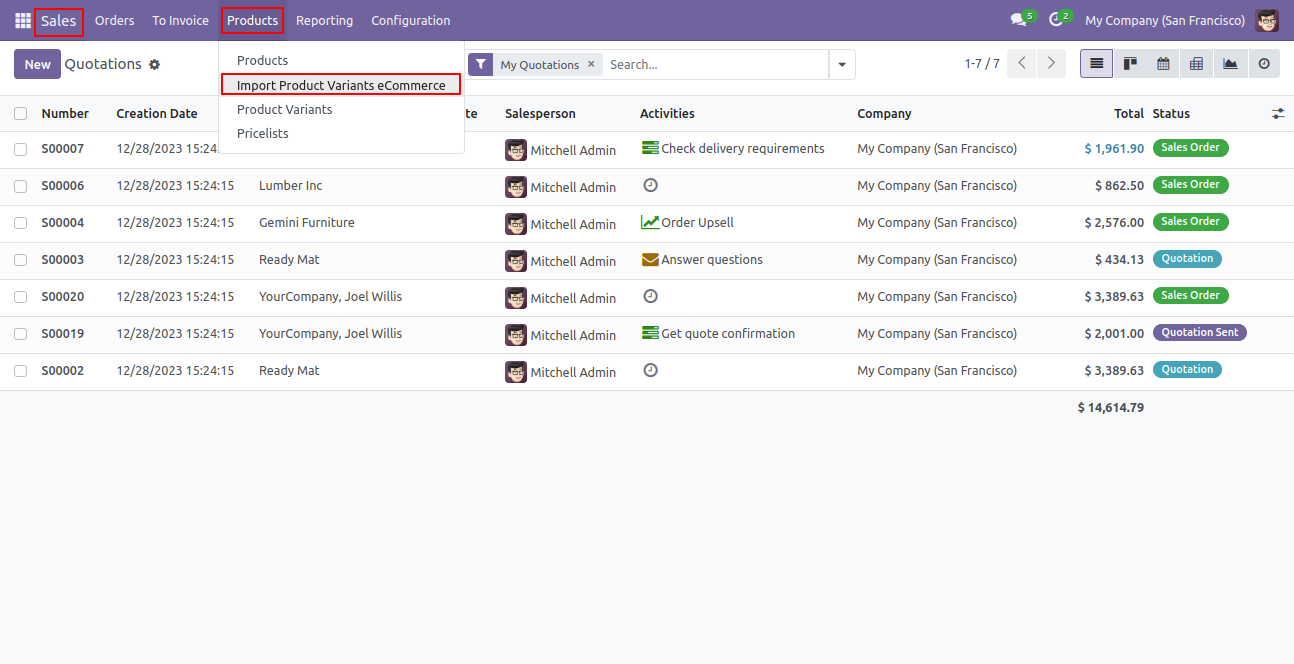 Sales Orders To Invoice Products Reporting Configuration 5 2 My Company (San Francisco)
New Quotations My Quotations × Search... 1-7 / 7
Products
Import Product Variants eCommerce
Product Variants
Pricelists
Number Creation Date te Salesperson Activities Company Total Status
S00007 12/28/2023 15:24: Mitchell Admin Check delivery requirements My Company (San Francisco) $ 1,961.90 Sales Order
S00006 12/28/2023 15:24:15 Lumber Inc Mitchell Admin My Company (San Francisco) $ 862.50 Sales Order
S00004 12/28/2023 15:24:15 Gemini Furniture Mitchell Admin Order Upsell My Company (San Francisco) $ 2,576.00 Sales Order
S00003 12/28/2023 15:24:15 Ready Mat Mitchell Admin Answer questions My Company (San Francisco) $ 434.13 Quotation
S00020 12/28/2023 15:24:15 YourCompany, Joel Willis Mitchell Admin My Company (San Francisco) $ 3,389.63 Sales Order
S00019 12/28/2023 15:24:15 YourCompany, Joel Willis Mitchell Admin Get quote confirmation My Company (San Francisco) $ 2,001.00 Quotation Sent
S00002 12/28/2023 15:24:15 Ready Mat Mitchell Admin My Company (San Francisco) $ 3,389.63 Quotation
$ 14,614.79